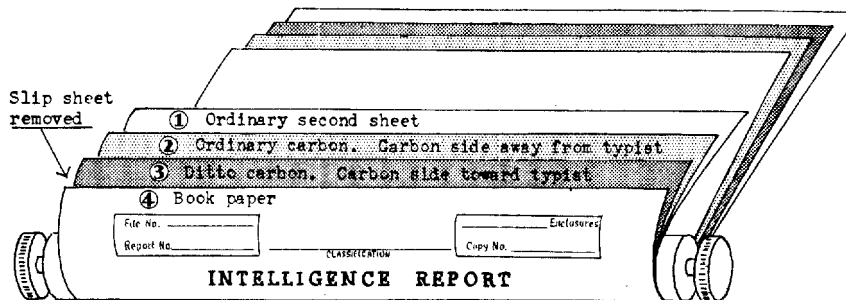 Slip sheet
removed
① Ordinary second sheet
② Ordinary carbon. Carbon side away from typist
③ Ditto carbon. Carbon side toward typist
④ Book paper
File No. Enclosures
Report No. Copy No.
CLASSIFICATION
INTELLIGENCE REPORT